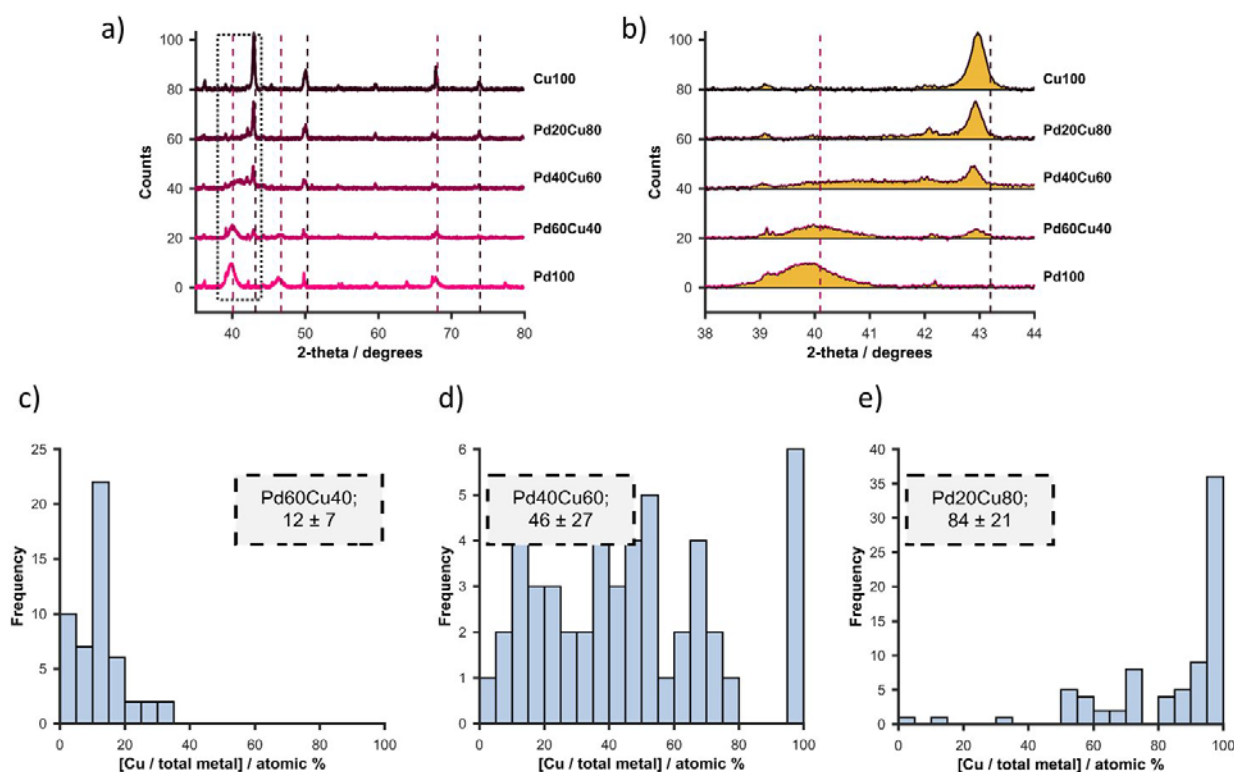 a)
100
80
60
40
20
0
Counts
Cu100
Pd20Cu80
Pd40Cu60
Pd60Cu40
Pd100
40 50 60 70 80
2-theta / degrees
b)
100
80
60
40
20
0
Counts
Cu100
Pd20Cu80
Pd40Cu60
Pd60Cu40
Pd100
38 39 40 41 42 43 44
2-theta / degrees
c)
25
20
15
10
5
0
Frequency
Pd60Cu40;
12 ± 7
0 20 40 60 80 100
[Cu / total metal] / atomic %
d)
6
5
4
3
2
1
0
Frequency
Pd40Cu60;
46 ± 27
0 20 40 60 80 100
[Cu / total metal] / atomic %
e)
40
35
30
25
20
15
10
5
0
Frequency
Pd20Cu80;
84 ± 21
0 20 40 60 80 100
[Cu / total metal] / atomic %